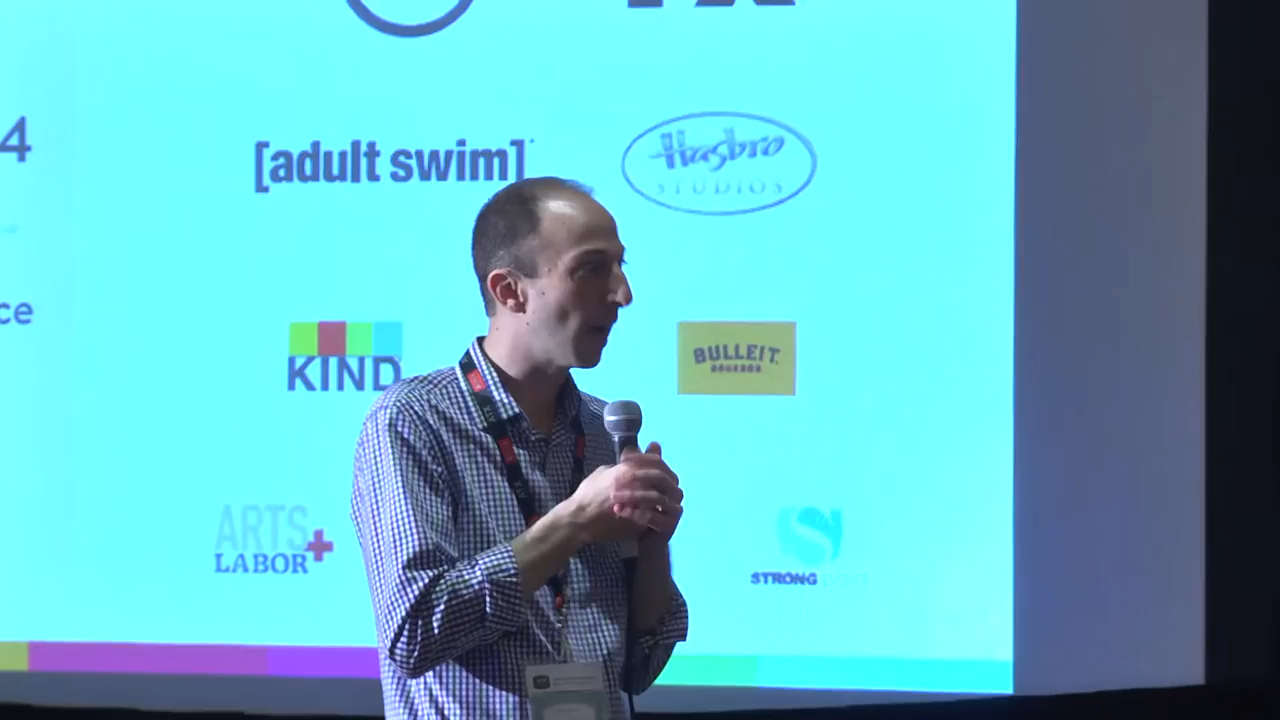 4
[adult swim]
Hasbro
STUDIOS
ce
KIND
BULLEIT
BOURBON
ARTS
LABOR
STRONG